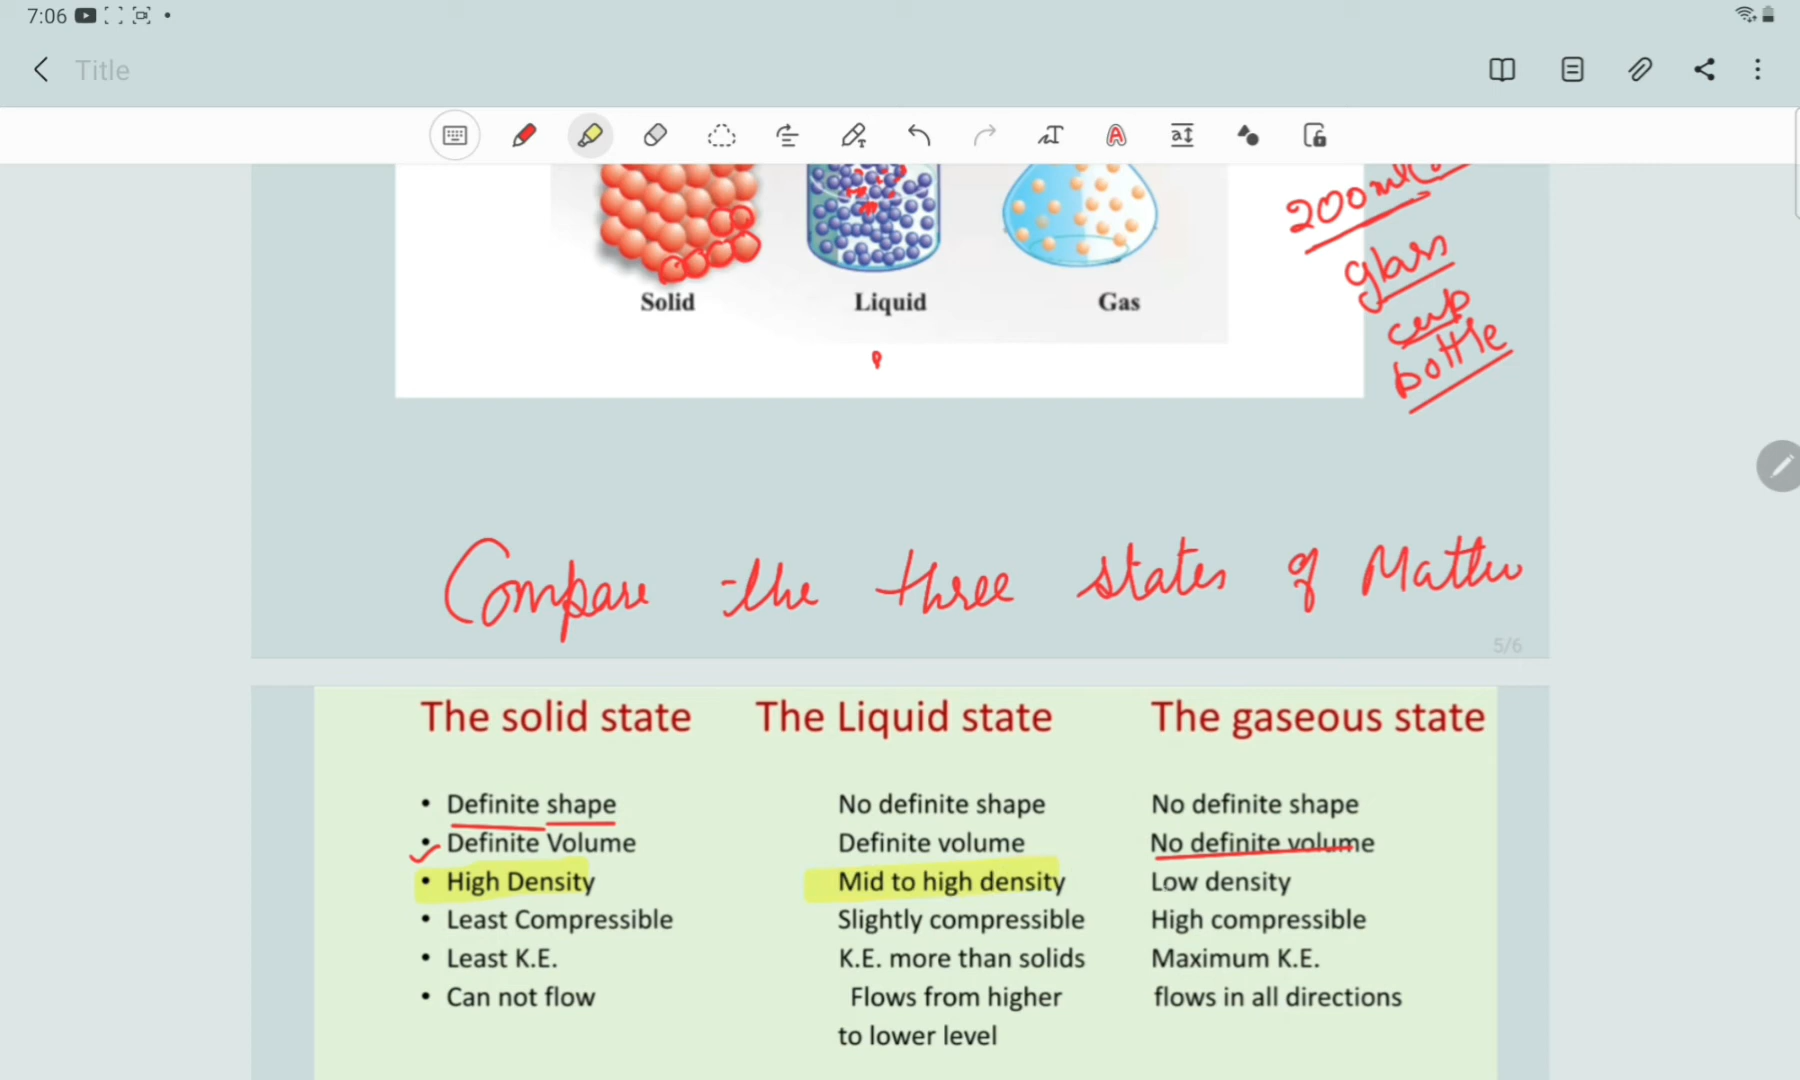 7:06
Title
200 ml
glass
cup
bottle
Solid Liquid Gas
Compare the three states of Matter
5/6
The solid state The Liquid state The gaseous state
• Definite shape No definite shape No definite shape
• Definite Volume Definite volume No definite volume
• High Density Mid to high density Low density
• Least Compressible Slightly compressible High compressible
• Least K.E. K.E. more than solids Maximum K.E.
• Can not flow Flows from higher flows in all directions
to lower level